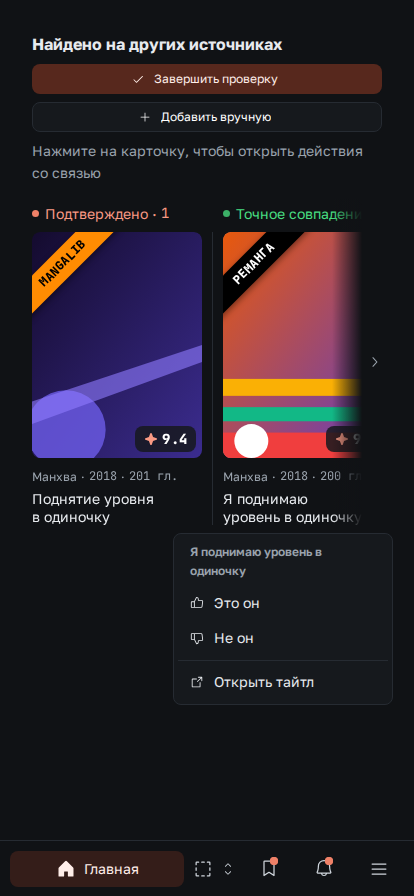 Найдено на других источниках
Завершить проверку
Добавить вручную
Нажмите на карточку, чтобы открыть действия
со связью
Подтверждено · 1
Точное совпадени
MANGALIB
РЕМАНГА
9.4
9
Манхва · 2018 · 201 гл.
Манхва · 2018 · 200 гл
Поднятие уровня
в одиночку
Я поднимаю
уровень в одиночку
Я поднимаю уровень в
одиночку
Это он
Не он
Открыть тайтл
Главная